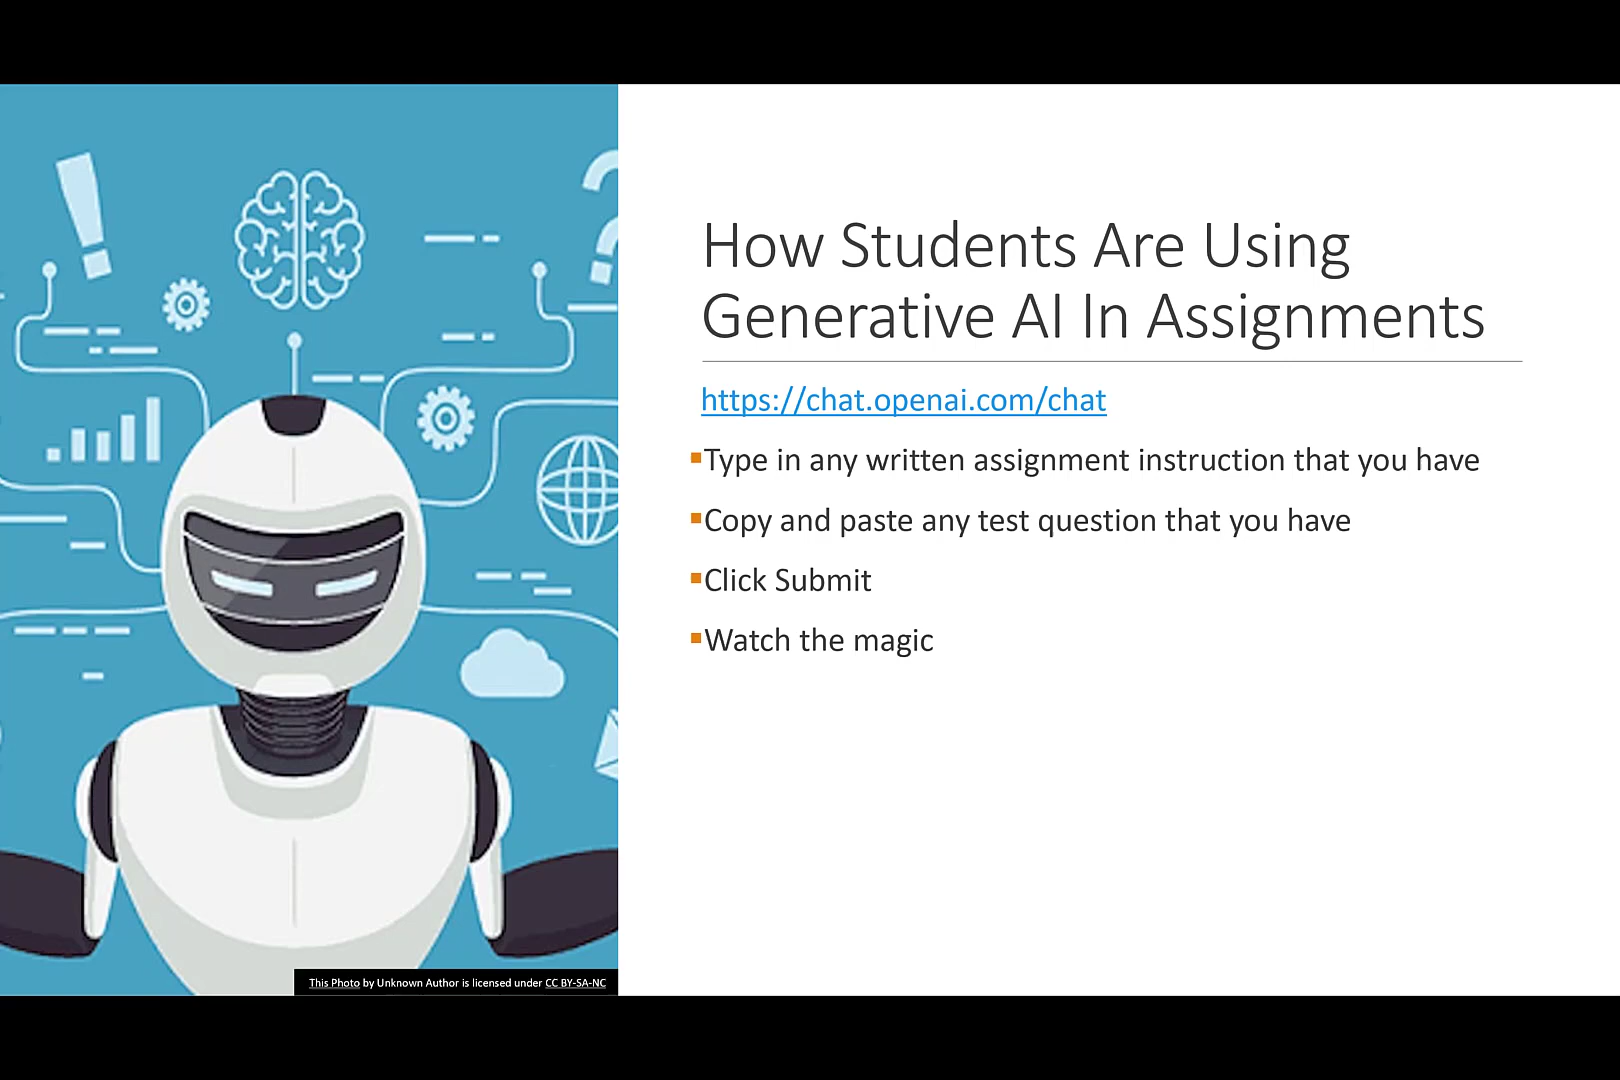 How Students Are Using
Generative AI In Assignments
https://chat.openai.com/chat
Type in any written assignment instruction that you have
Copy and paste any test question that you have
Click Submit
Watch the magic
This Photo by Unknown Author is licensed under CC BY-SA-NC